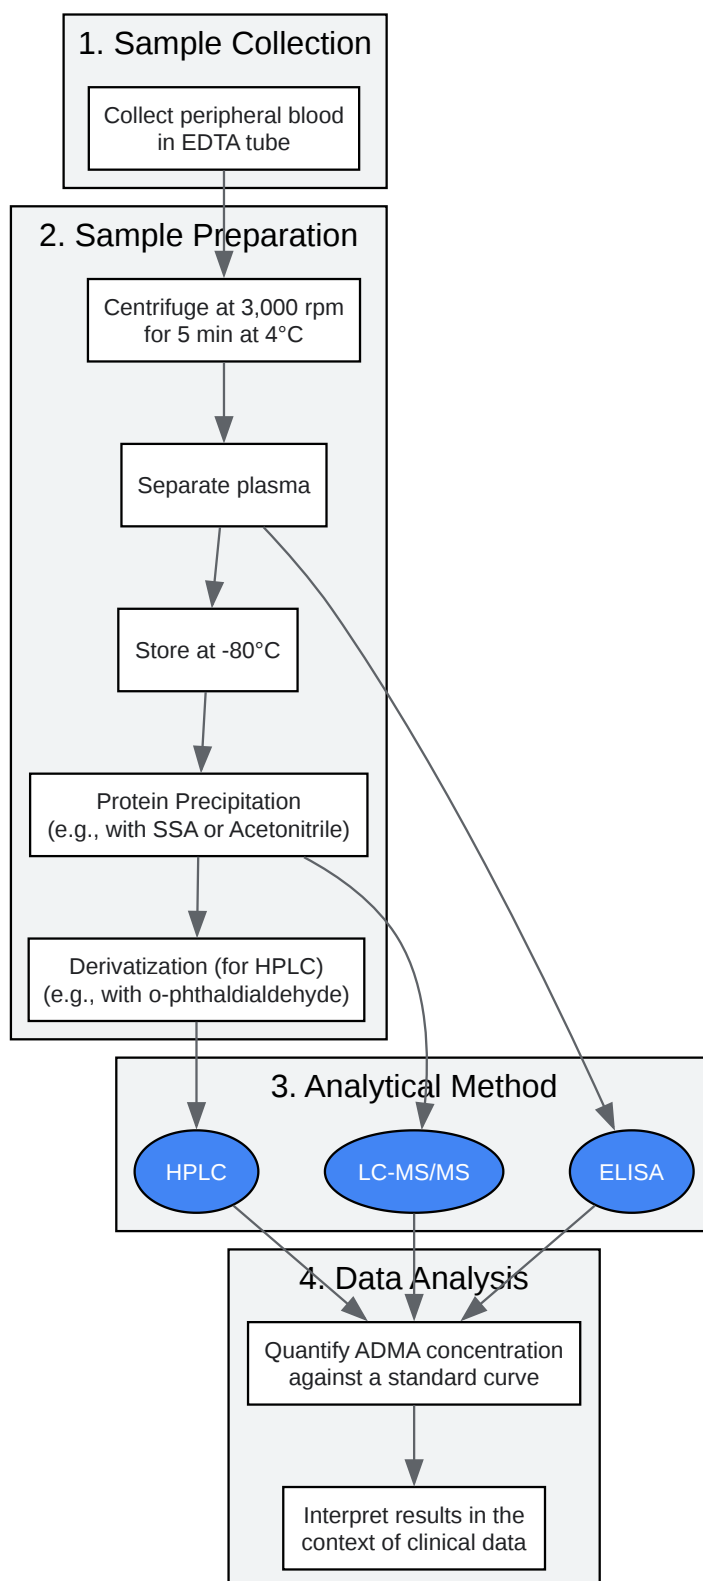 1. Sample Collection
Collect peripheral blood
in EDTA tube
2. Sample Preparation
Centrifuge at 3,000 rpm
for 5 min at 4°C
Separate plasma
Store at -80°C
Protein Precipitation
(e.g., with SSA or Acetonitrile)
Derivatization (for HPLC)
(e.g., with o-phthaldialdehyde)
3. Analytical Method
HPLC
LC-MS/MS
ELISA
4. Data Analysis
Quantify ADMA concentration
against a standard curve
Interpret results in the
context of clinical data